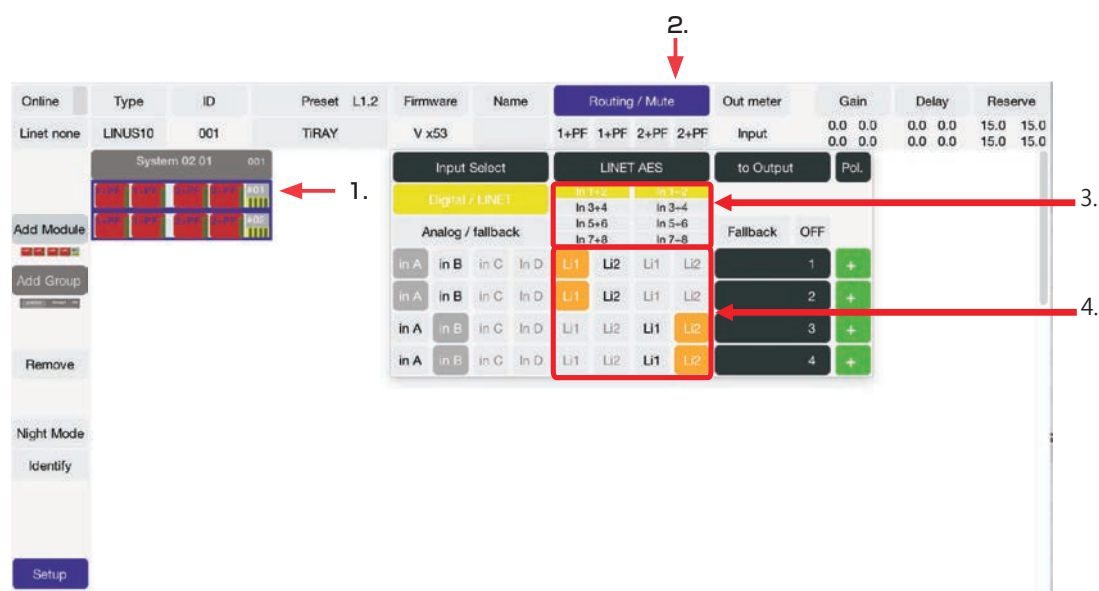 2.
Online Type ID Preset L1.2 Firmware Name Routing / Mute Out meter Gain Delay Reserve
Linet none LINUS10 001 TiRAY V x53 1+PF 1+PF 2+PF 2+PF Input 0.0 0.0 0.0 0.0 15.0 15.0
0.0 0.0 0.0 0.0 15.0 15.0
System 02 01 001
Input Select LINET AES to Output Pol.
#01
1.
Digital / LINET
In 1+2 In 1-2
In 3+4 In 3-4
3.
#02
Add Module
Analog / fallback
In 5+6 In 5-6
In 7+8 In 7-8
Fallback OFF
in A in B in C In D Li1 Li2 Li1 Li2 1 +
Add Group
in A in B in C In D Li1 Li2 Li1 Li2 2 +
4.
in A in B in C In D Li1 Li2 Li1 Li2 3 +
in A in B in C In D Li1 Li2 Li1 Li2 4 +
Remove
Night Mode
Identify
Setup